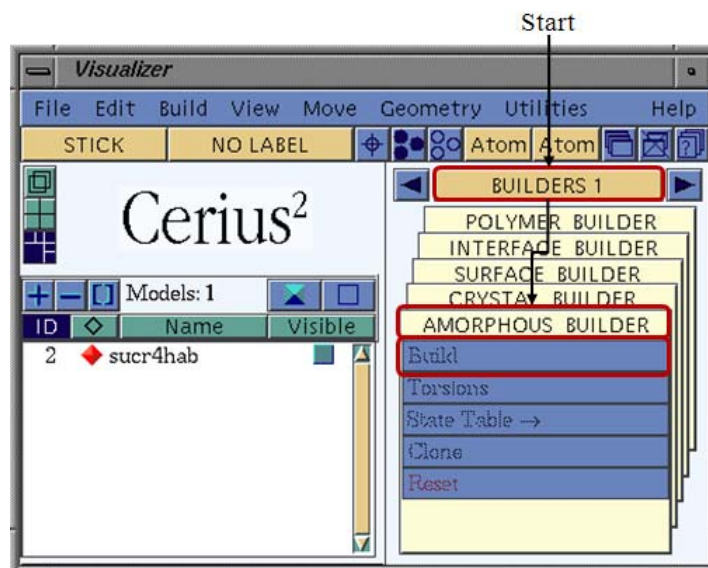 Start
Visualizer
File Edit Build View Move Geometry Utilities Help
STICK NO LABEL Atom Atom
Cerius2
BUILDERS 1
POLYMER BUILDER
INTERFACE BUILDER
SURFACE BUILDER
CRYSTAL BUILDER
AMORPHOUS BUILDER
Build
Torsions
State Table →
Clone
Reset
Models: 1
ID Name Visible
2 sucr4hab